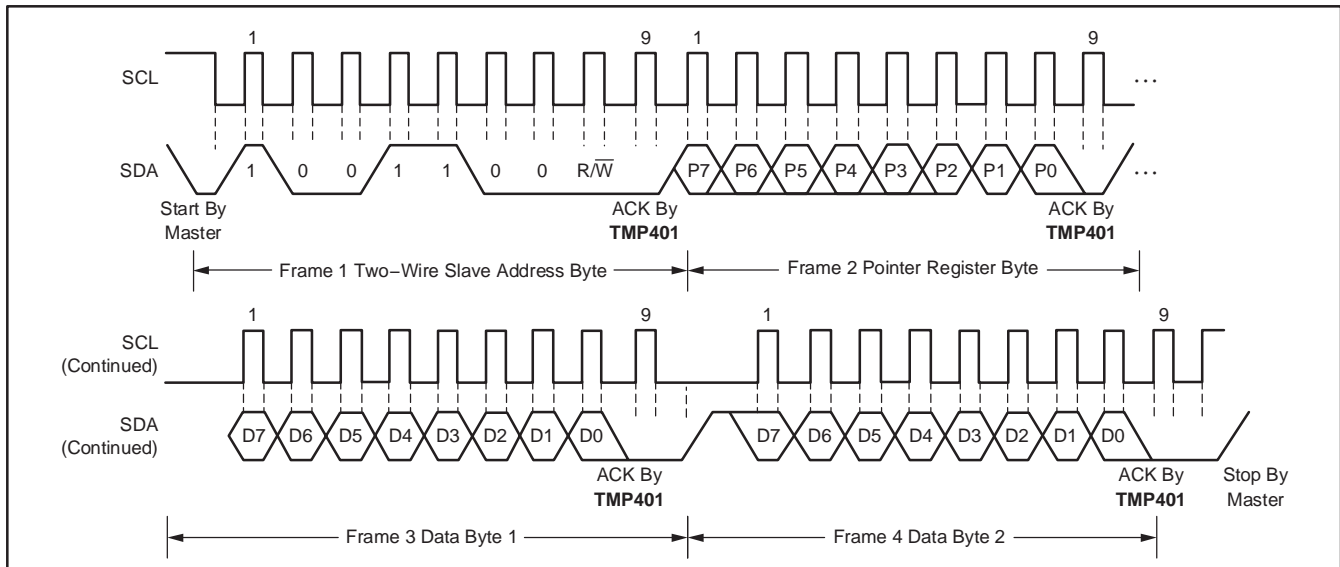 1 9 1 9
SCL ...
SDA 1 0 0 1 1 0 0 R/W̅ P7 P6 P5 P4 P3 P2 P1 P0 ...
Start By ACK By ACK By
Master TMP401 TMP401
Frame 1 Two−Wire Slave Address Byte Frame 2 Pointer Register Byte
1 9 1 9
SCL
(Continued)
SDA D7 D6 D5 D4 D3 D2 D1 D0 D7 D6 D5 D4 D3 D2 D1 D0
(Continued)
ACK By ACK By Stop By
TMP401 TMP401 Master
Frame 3 Data Byte 1 Frame 4 Data Byte 2